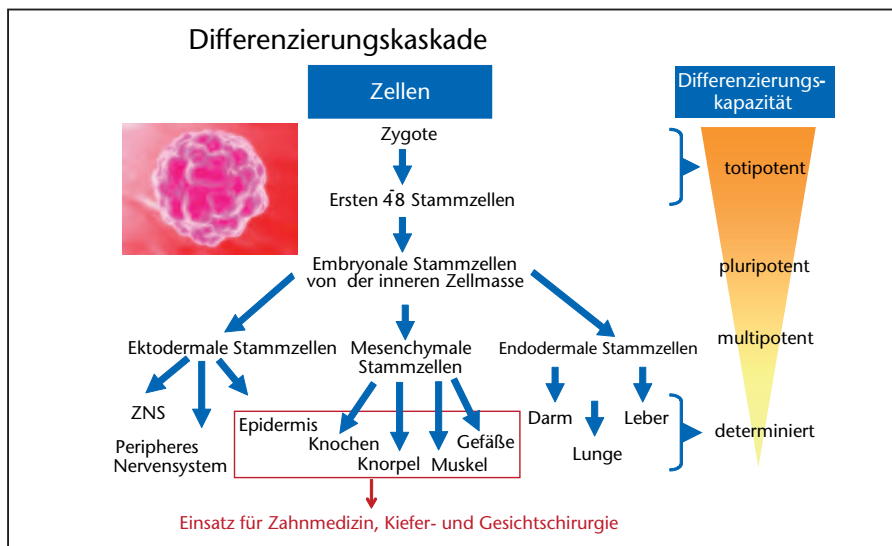 Differenzierungskaskade
Zellen
Differenzierungs-
kapazität
Zygote
totipotent
Ersten 4-8 Stammzellen
Embryonale Stammzellen
von der inneren Zellmasse
pluripotent
multipotent
Ektodermale Stammzellen
Mesenchymale
Stammzellen
Endodermale Stammzellen
ZNS
Peripheres
Nervensystem
Epidermis
Knochen
Knorpel
Muskel
Gefäße
Darm
Lunge
Leber
determiniert
Einsatz für Zahnmedizin, Kiefer- und Gesichtschirurgie